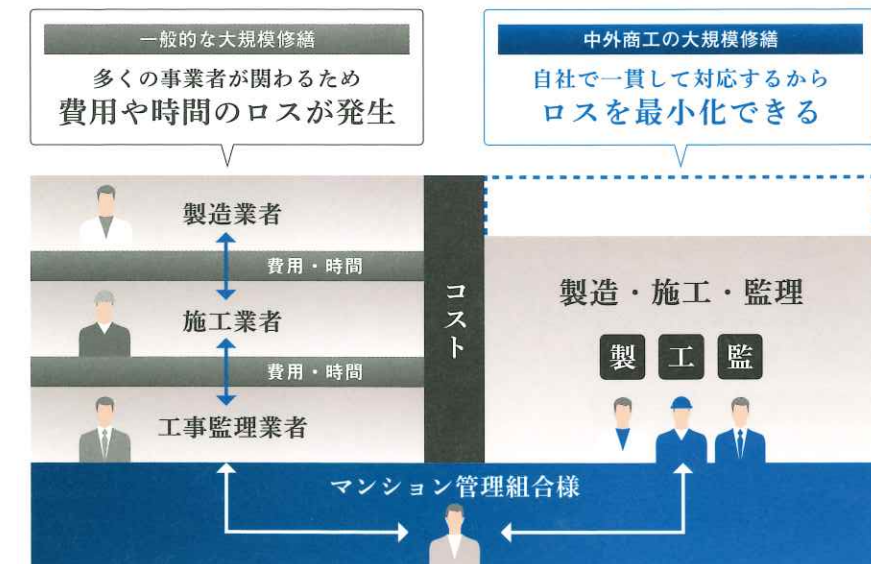 一般的な大規模修繕
多くの事業者が関わるため
費用や時間のロスが発生
中外商工の大規模修繕
自社で一貫して対応するから
ロスを最小化できる
製造業者
費用・時間
施工業者
費用・時間
工事監理業者
コスト
製造・施工・監理
製 工 監
マンション管理組合様